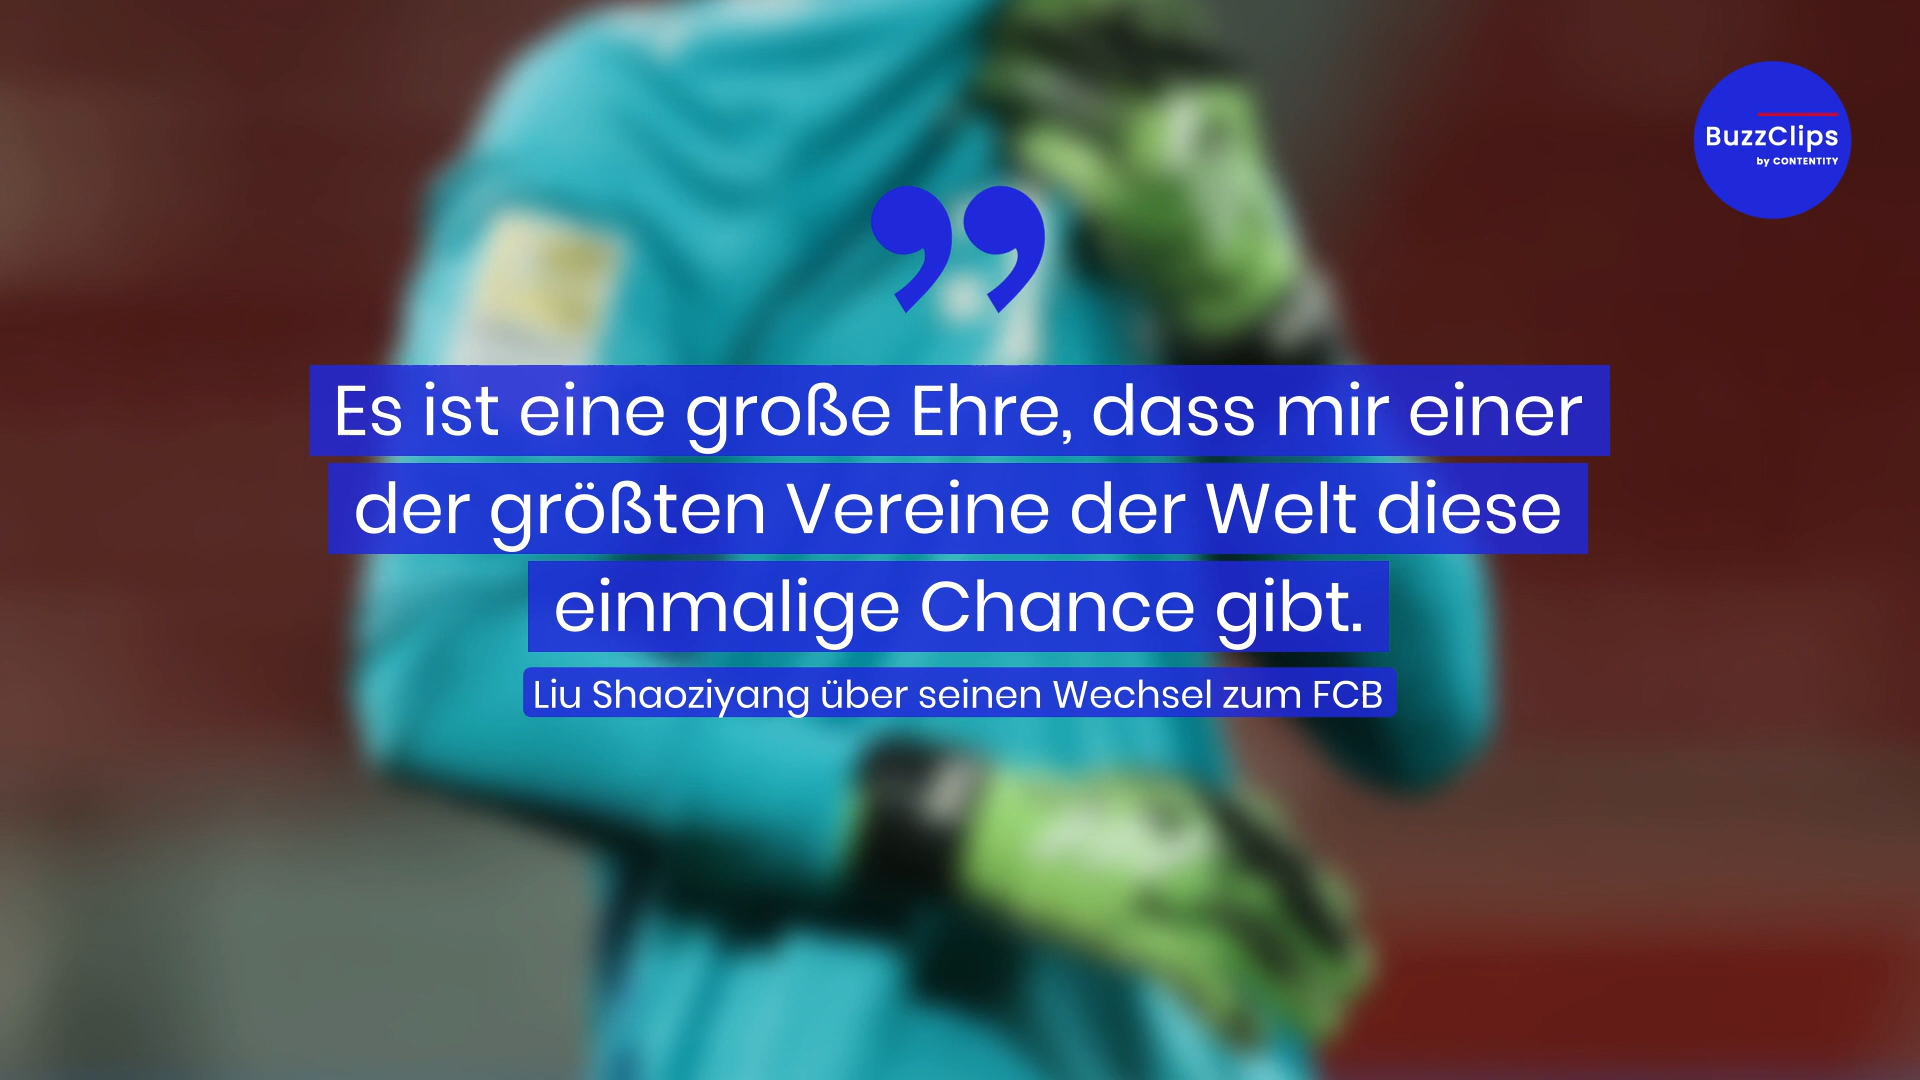 BuzzClips
by CONTENTITY
Es ist eine große Ehre, dass mir einer
der größten Vereine der Welt diese
einmalige Chance gibt.
Liu Shaoziyang über seinen Wechsel zum FCB